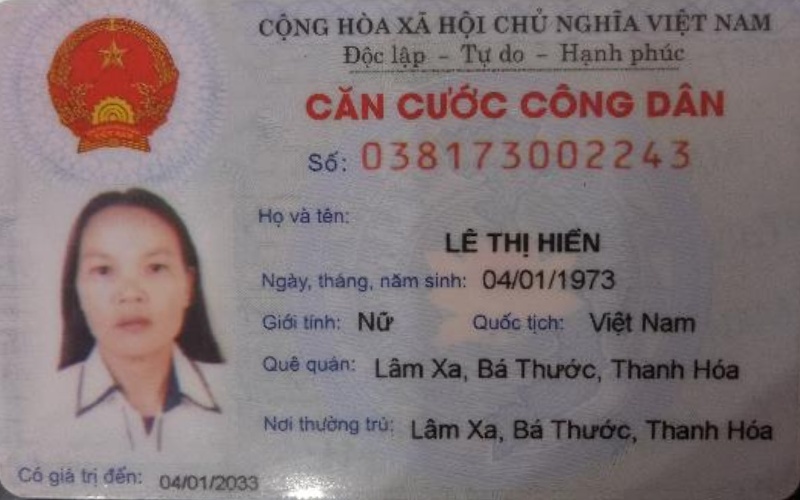 CỘNG HÒA XÃ HỘI CHỦ NGHĨA VIỆT NAM
Độc lập – Tự do – Hạnh phúc
CĂN CƯỚC CÔNG DÂN
Số: 038173002243
Họ và tên:
LÊ THỊ HIỀN
Ngày, tháng, năm sinh: 04/01/1973
Giới tính: Nữ Quốc tịch: Việt Nam
Quê quán: Lâm Xa, Bá Thước, Thanh Hóa
Nơi thường trú: Lâm Xa, Bá Thước, Thanh Hóa
Có giá trị đến: 04/01/2033